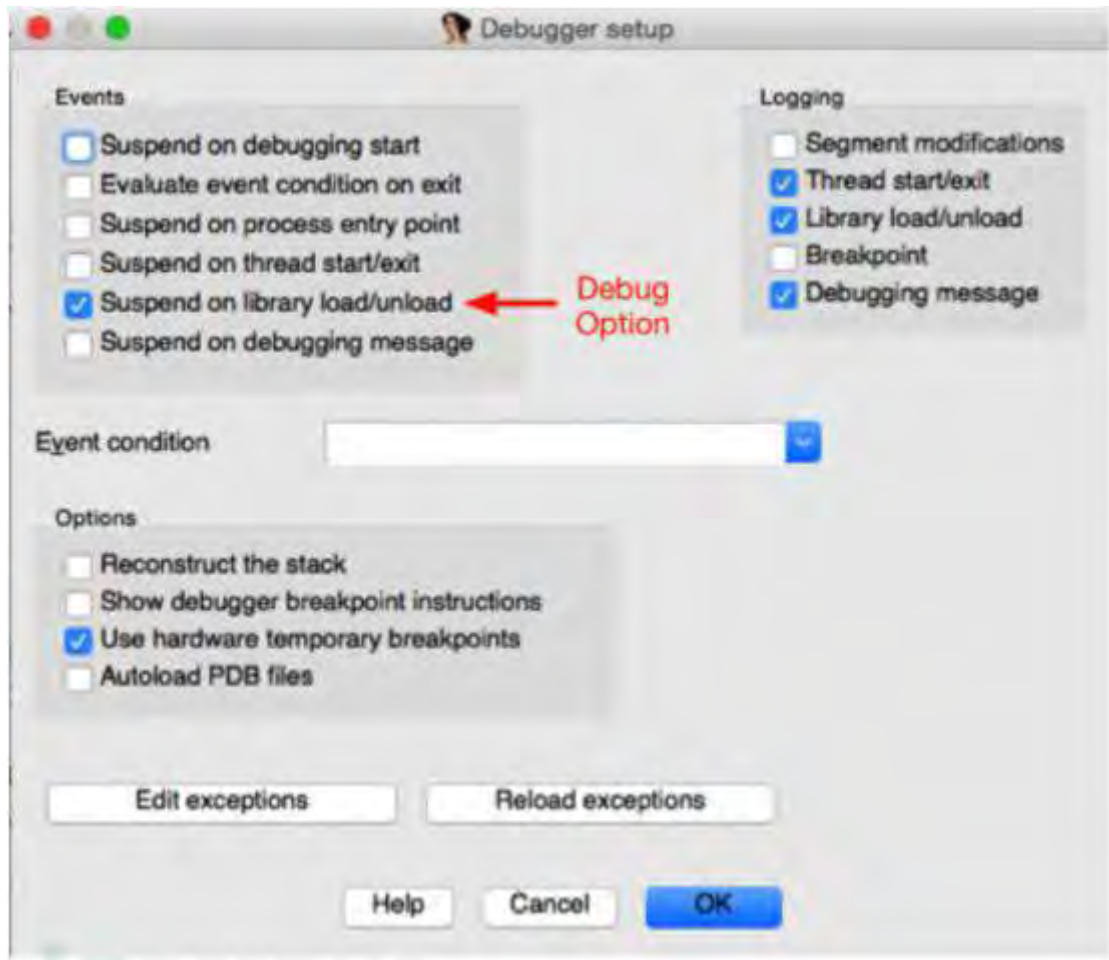 Debugger setup
Events
Suspend on debugging start
Evaluate event condition on exit
Suspend on process entry point
Suspend on thread start/exit
Suspend on library load/unload
Suspend on debugging message
Debug
Option
Logging
Segment modifications
Thread start/exit
Library load/unload
Breakpoint
Debugging message
Event condition
Options
Reconstruct the stack
Show debugger breakpoint instructions
Use hardware temporary breakpoints
Autoload PDB files
Edit exceptions
Reload exceptions
Help
Cancel
OK